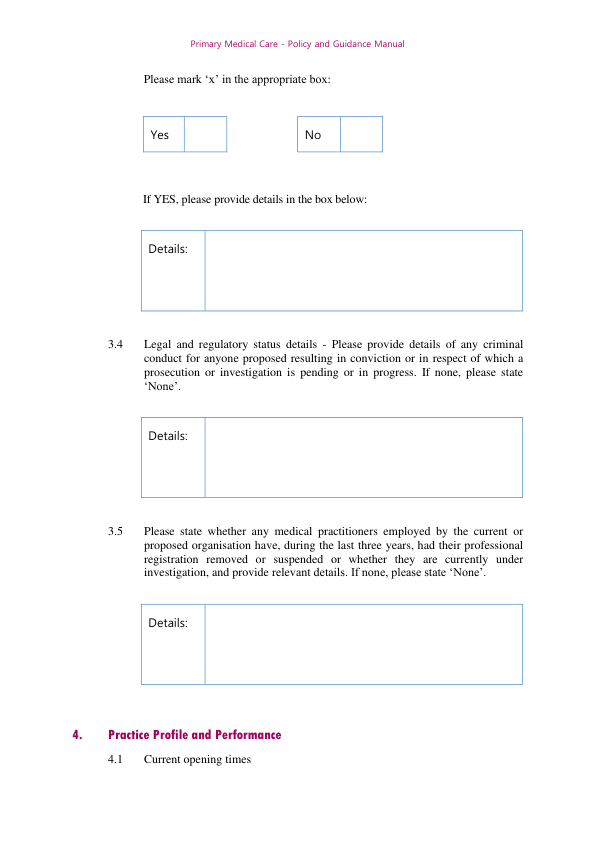 Primary Medical Care - Policy and Guidance Manual
Please mark ‘x’ in the appropriate box:
Yes No
If YES, please provide details in the box below:
Details:
3.4 Legal and regulatory status details - Please provide details of any criminal
conduct for anyone proposed resulting in conviction or in respect of which a
prosecution or investigation is pending or in progress. If none, please state
‘None’.
Details:
3.5 Please state whether any medical practitioners employed by the current or
proposed organisation have, during the last three years, had their professional
registration removed or suspended or whether they are currently under
investigation, and provide relevant details. If none, please state ‘None’.
Details:
4. Practice Profile and Performance
4.1 Current opening times